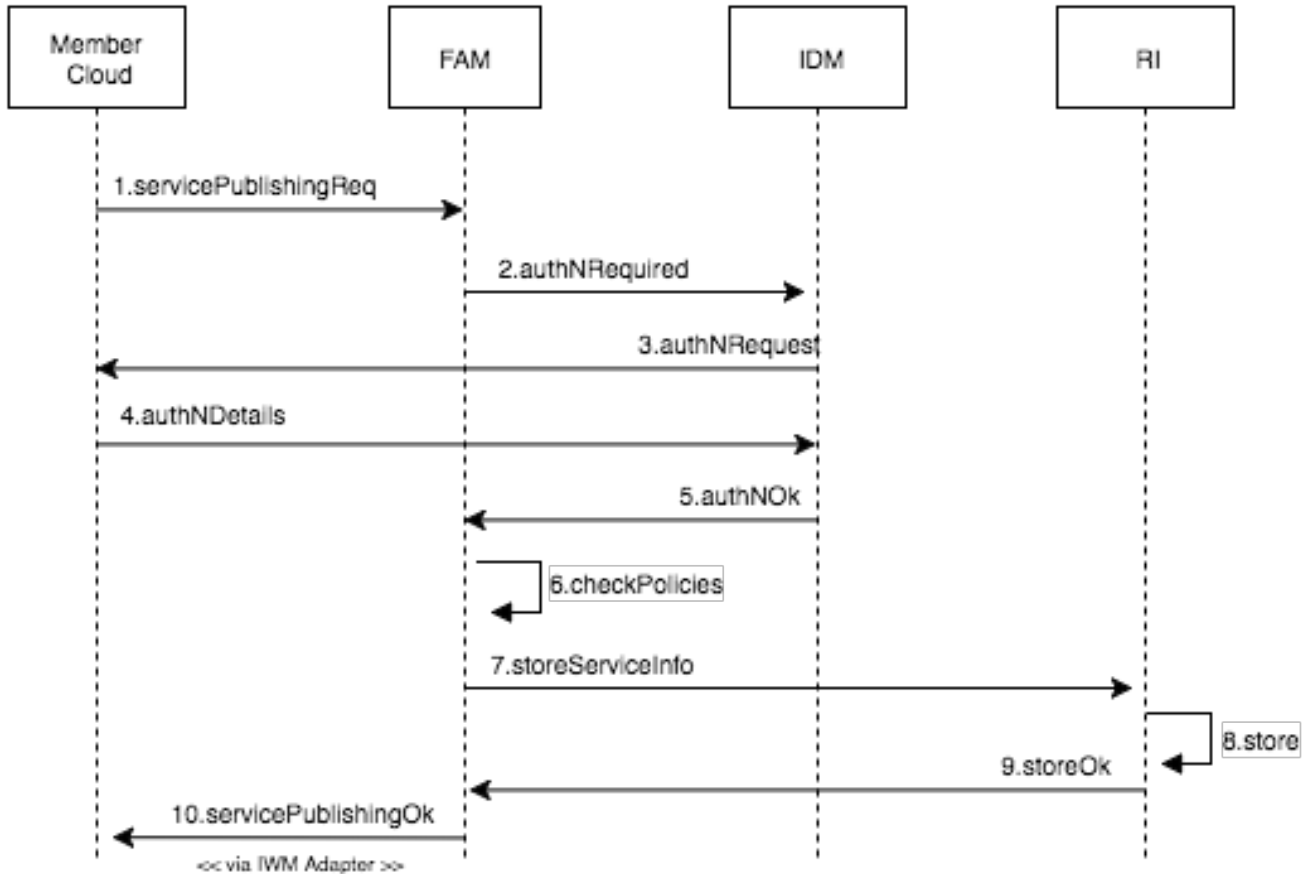 Member
Cloud
FAM
IDM
RI
1.servicePublishingReq
2.authNRequired
3.authNRequest
4.authNDetails
5.authNOk
6.checkPolicies
7.storeServiceInfo
8.store
9.storeOk
10.servicePublishingOk
<< via IWM Adapter >>